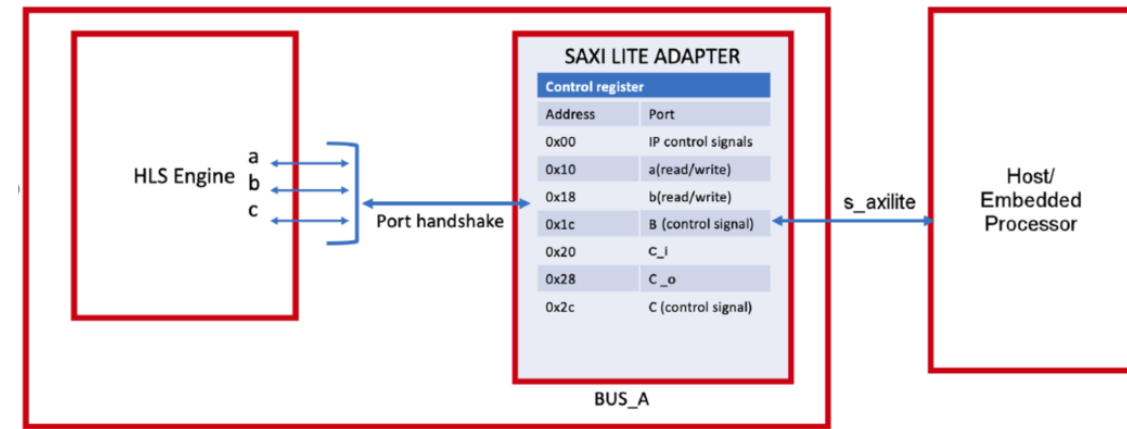 HLS Engine
a
b
c
Port handshake
SAXI LITE ADAPTER
Control register
Address Port
0x00 IP control signals
0x10 a(read/write)
0x18 b(read/write)
0x1c B (control signal)
0x20 C_i
0x28 C _o
0x2c C (control signal)
BUS_A
s_axilite
Host/
Embedded
Processor